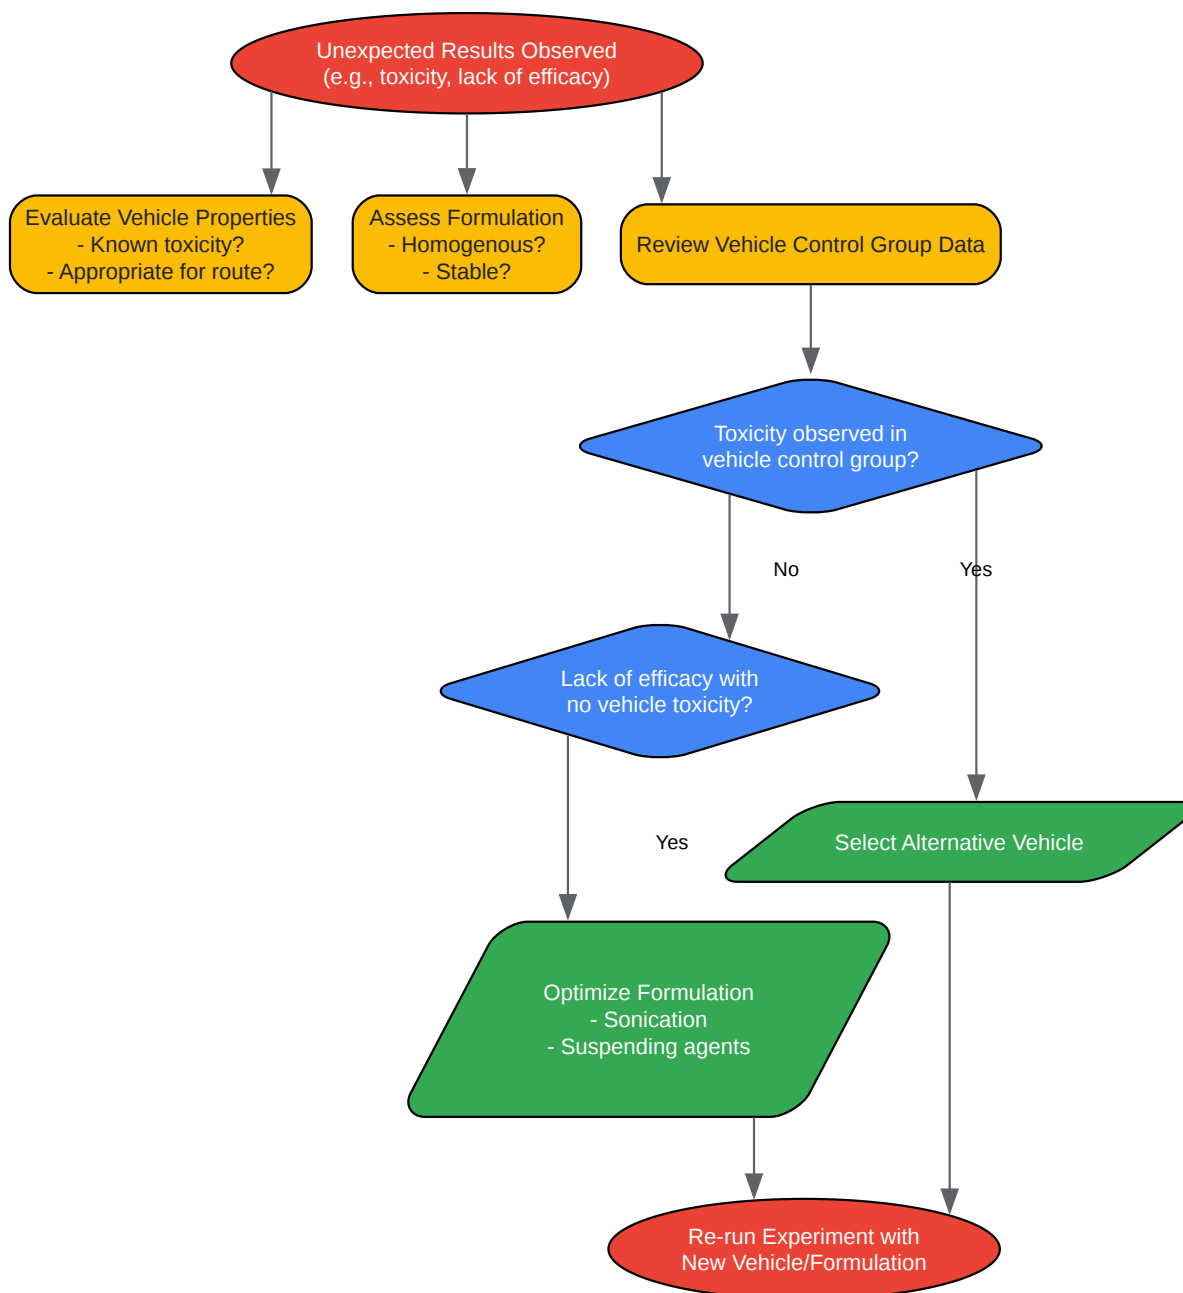 Unexpected Results Observed
(e.g., toxicity, lack of efficacy)
Evaluate Vehicle Properties
- Known toxicity?
- Appropriate for route?
Assess Formulation
- Homogenous?
- Stable?
Review Vehicle Control Group Data
Toxicity observed in
vehicle control group?
No
Yes
Lack of efficacy with
no vehicle toxicity?
Yes
Select Alternative Vehicle
Optimize Formulation
- Sonication
- Suspending agents
Re-run Experiment with
New Vehicle/Formulation